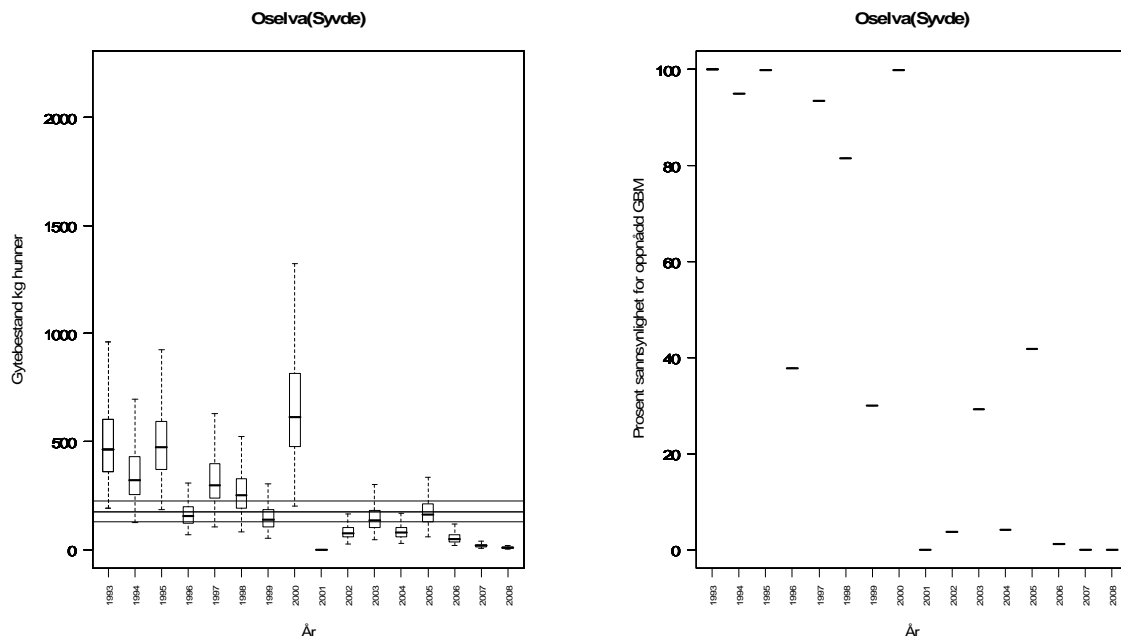 Oselva(Syvde)
Gytebestand kg hunner
2000
1500
1000
500
0
1993 1994 1995 1996 1997 1998 1999 2000 2001 2002 2003 2004 2005 2006 2007 2008
År
Oselva(Syvde)
Prosent sannsynlighet for oppnådd GBM
100
80
60
40
20
0
1993 1994 1995 1996 1997 1998 1999 2000 2001 2002 2003 2004 2005 2006 2007 2008
År